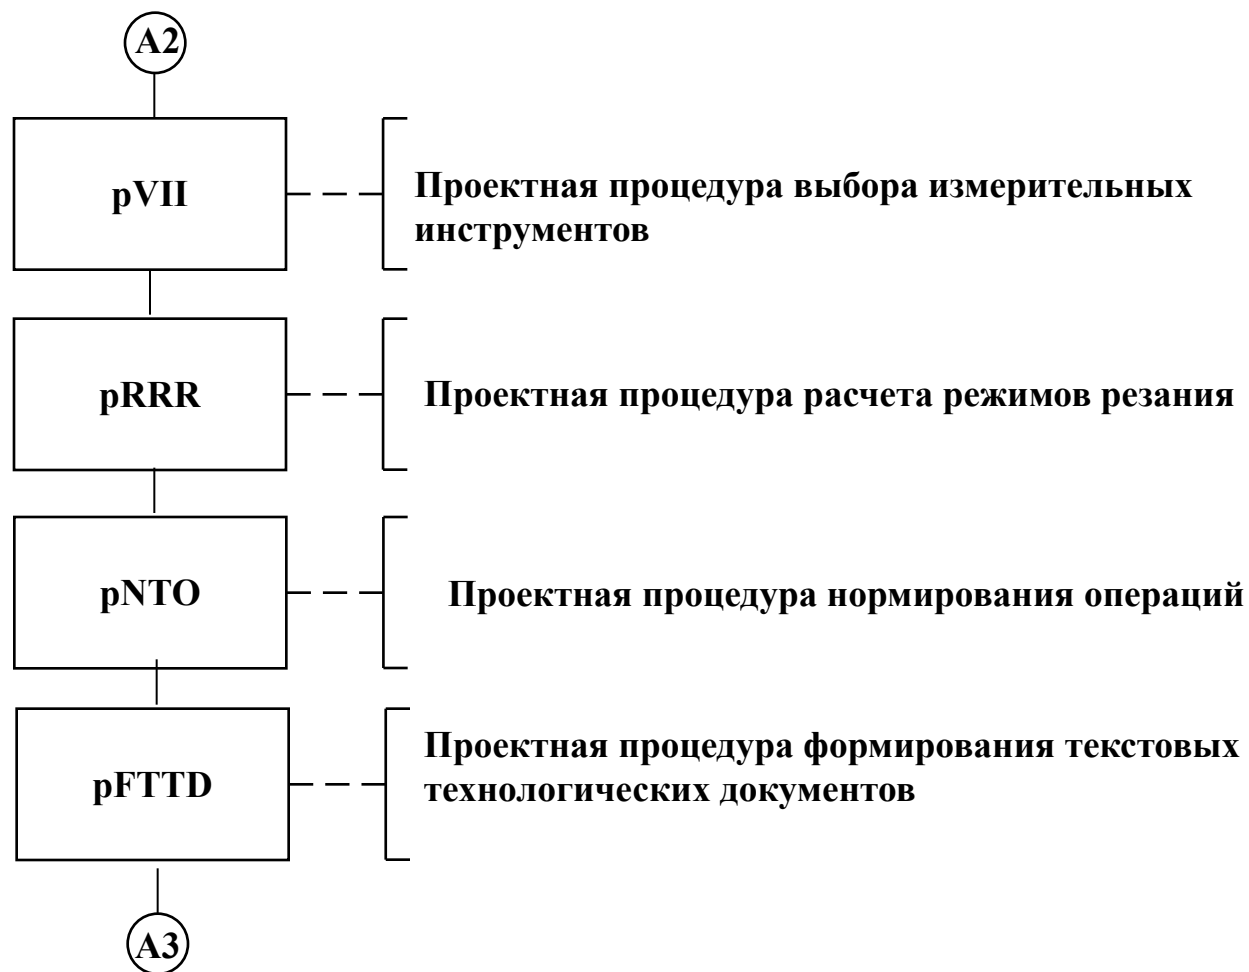 A2
pVII
Проектная процедура выбора измерительных
инструментов
pRRR
Проектная процедура расчета режимов резания
pNTO
Проектная процедура нормирования операций
pFTTD
Проектная процедура формирования текстовых
технологических документов
A3